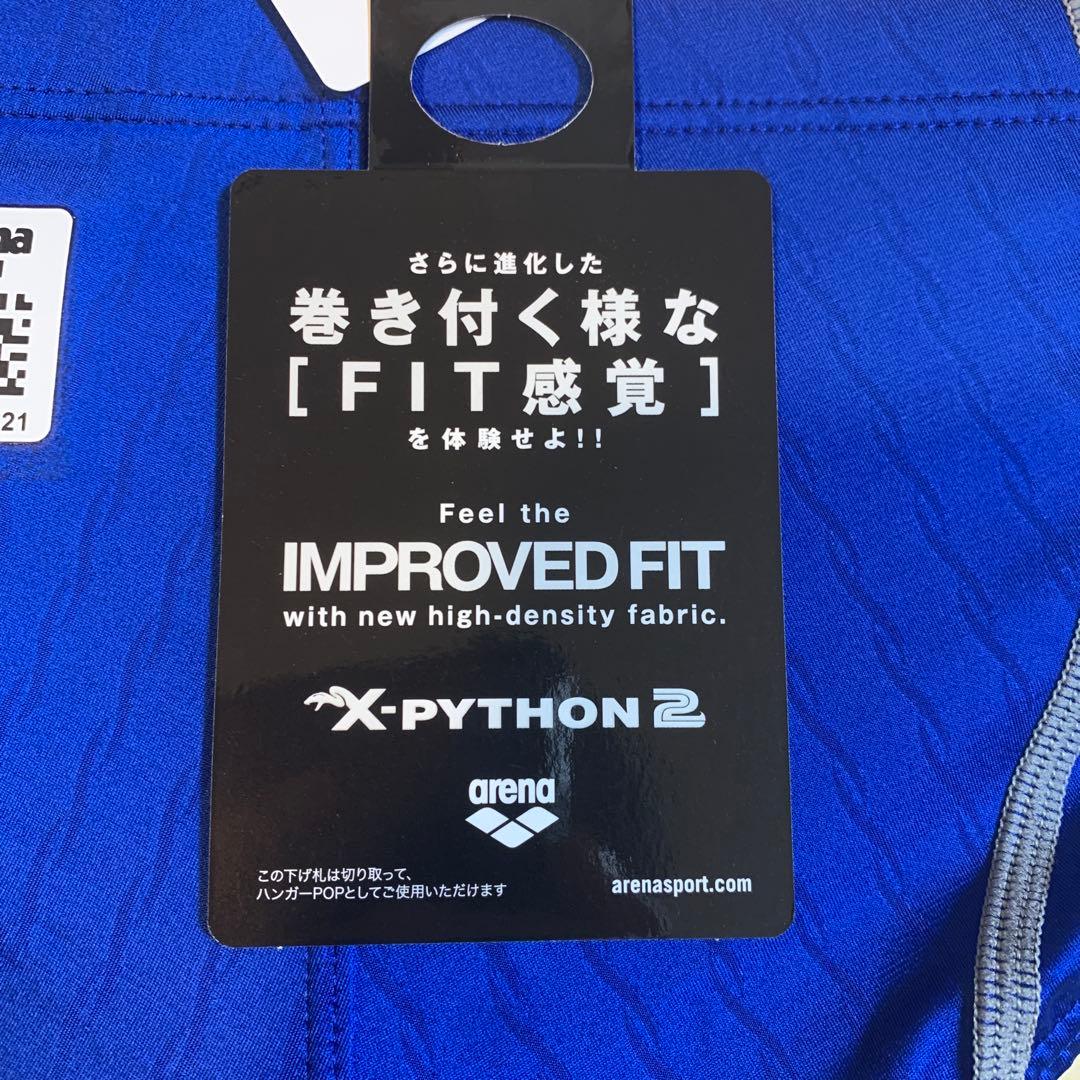 さらに進化した
巻き付く様な
[FIT感覚]
を体験せよ!!
Feel the
IMPROVED FIT
with new high-density fabric.
X-PYTHON 2
arena
この下げ札は切り取って、
ハンガーPOPとしてご使用いただけます
arenasport.com
21